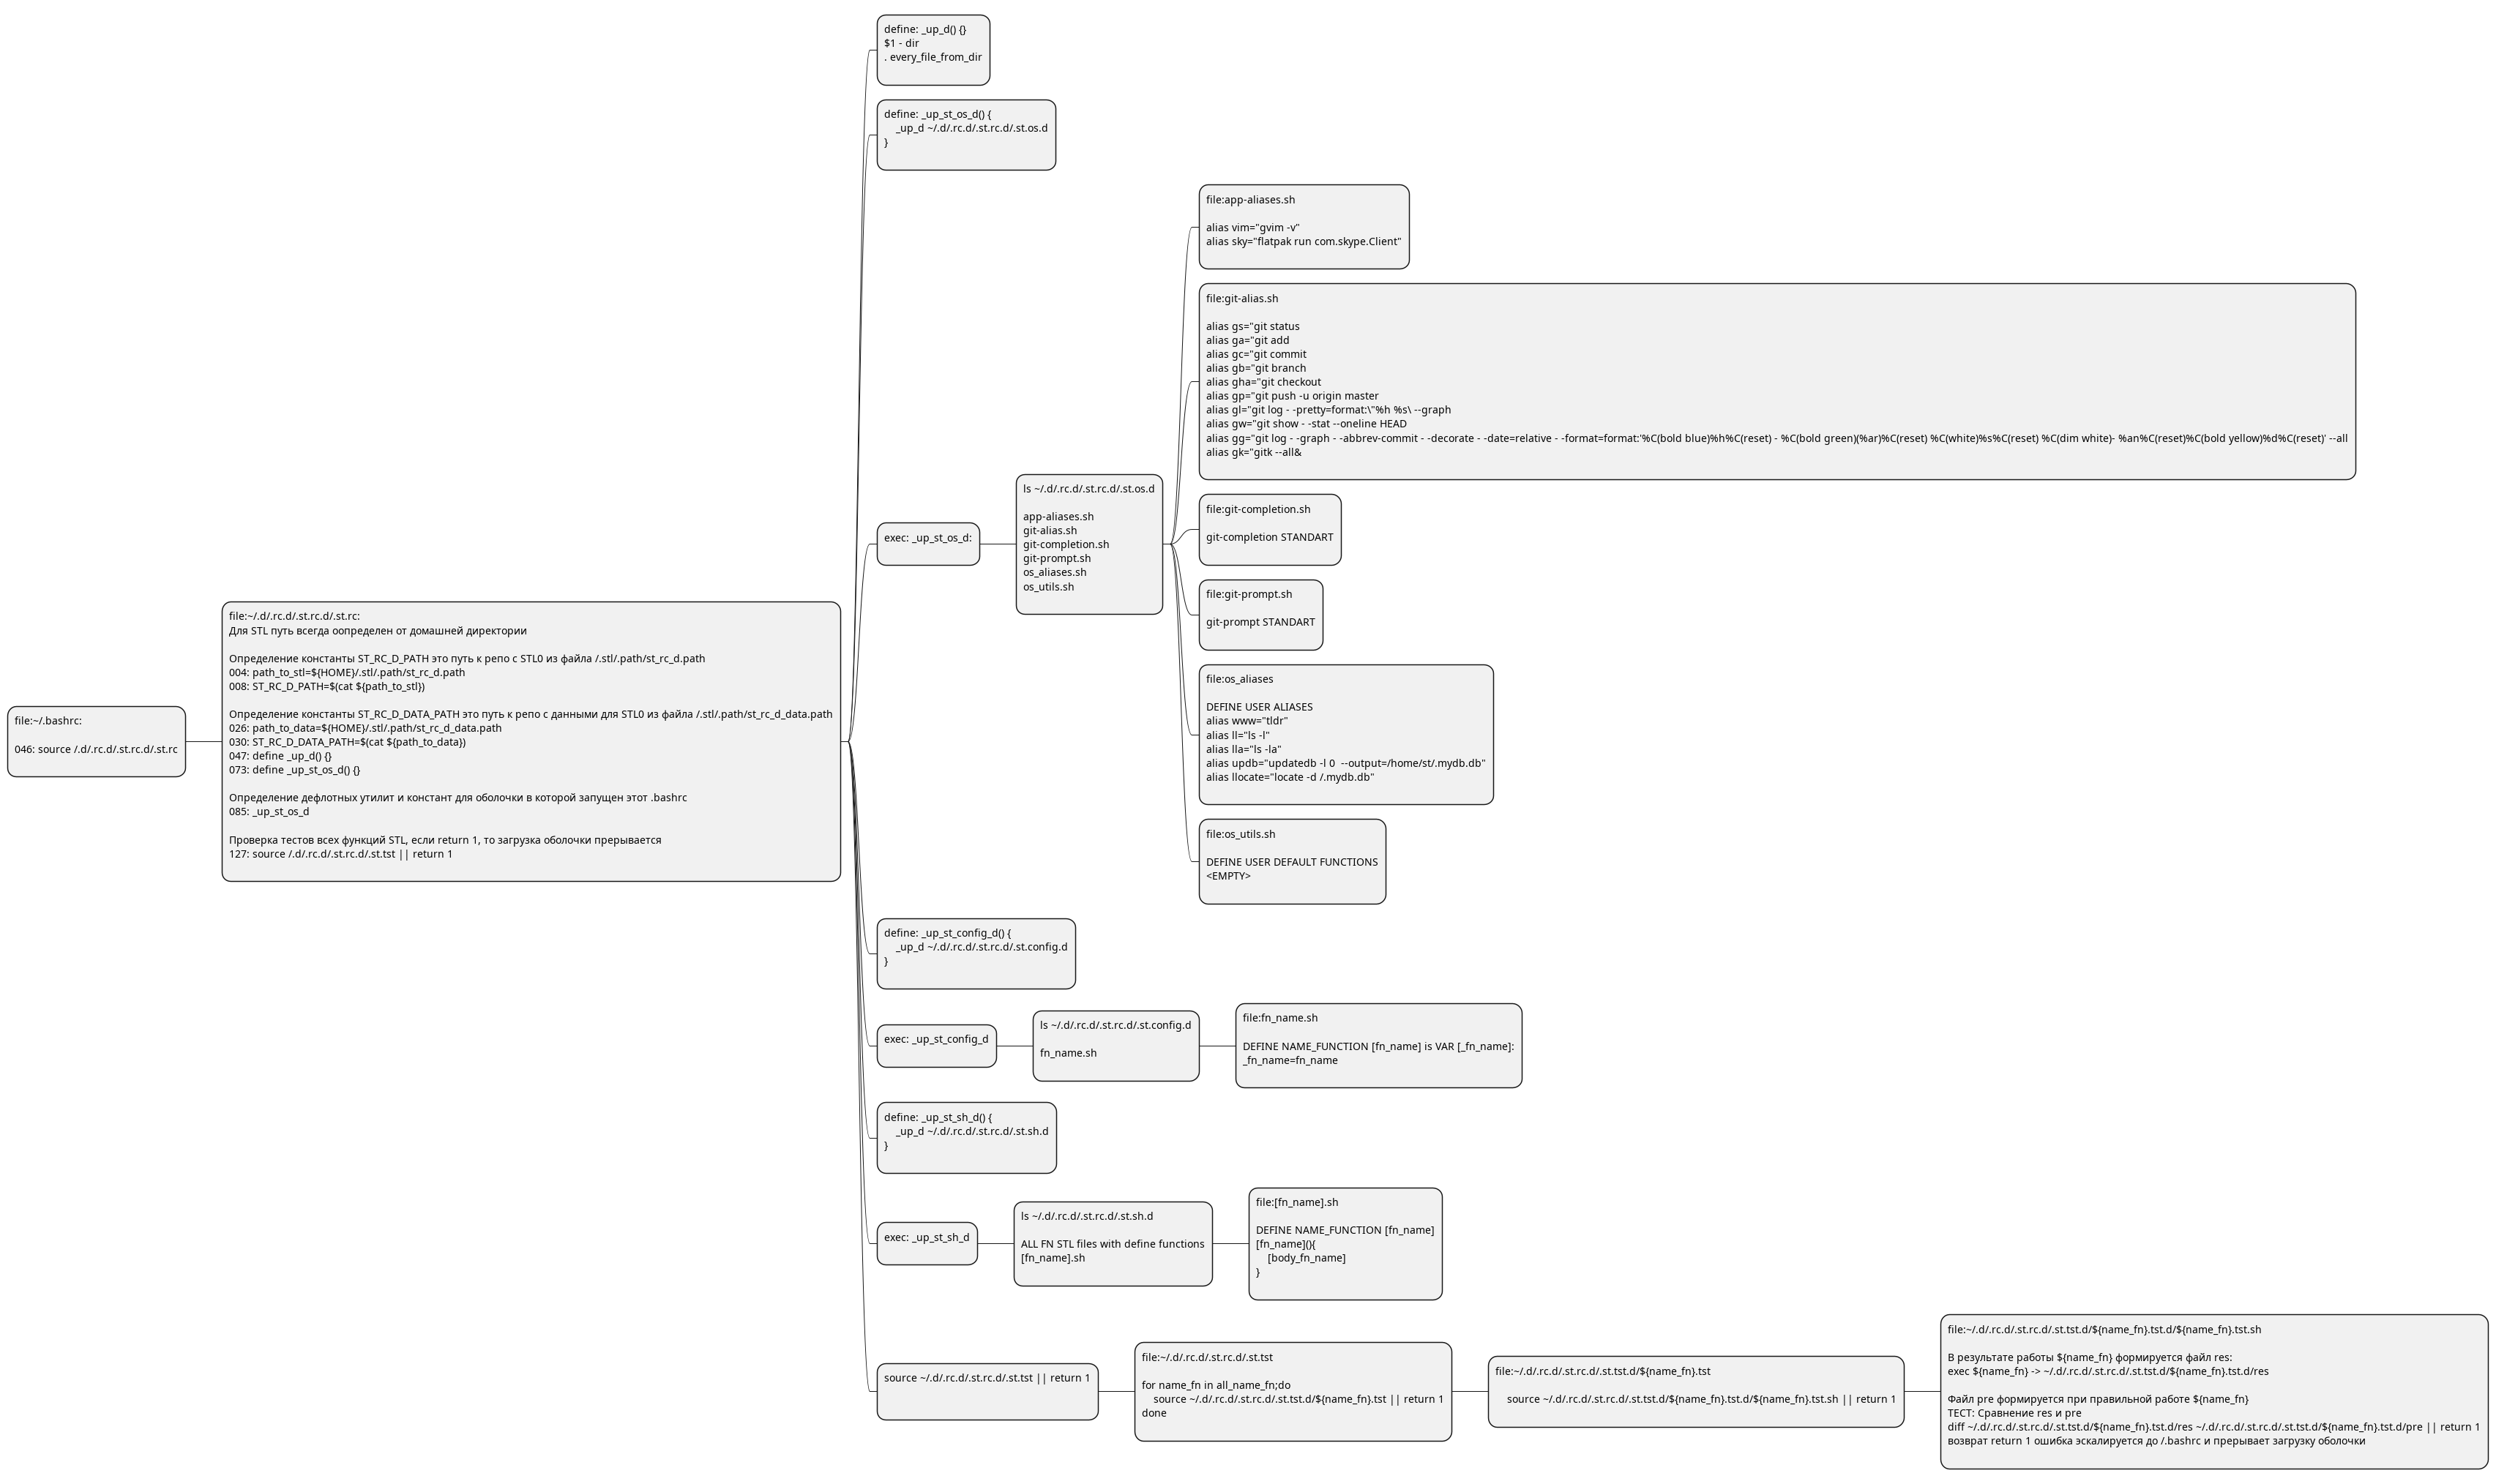 file:~/.bashrc:
046: source /.d/.rc.d/.st.rc.d/.st.rc
file:~/.d/.rc.d/.st.rc.d/.st.rc:
Для STL путь всегда оопределен от домашней директории
Определение константы ST_RC_D_PATH это путь к репо с STL0 из файла /.stl/.path/st_rc_d.path
004: path_to_stl=${HOME}/.stl/.path/st_rc_d.path
008: ST_RC_D_PATH=$(cat ${path_to_stl})
Определение константы ST_RC_D_DATA_PATH это путь к репо с данными для STL0 из файла /.stl/.path/st_rc_d_data.path
026: path_to_data=${HOME}/.stl/.path/st_rc_d_data.path
030: ST_RC_D_DATA_PATH=$(cat ${path_to_data})
047: define _up_d() {}
073: define _up_st_os_d() {}
Определение дефлотных утилит и констант для оболочки в которой запущен этот .bashrc
085: _up_st_os_d
Проверка тестов всех функций STL, если return 1, то загрузка оболочки прерывается
127: source /.d/.rc.d/.st.rc.d/.st.tst || return 1
define: _up_d() {}
$1 - dir
. every_file_from_dir
define: _up_st_os_d() {
_up_d ~/.d/.rc.d/.st.rc.d/.st.os.d
}
exec: _up_st_os_d:
ls ~/.d/.rc.d/.st.rc.d/.st.os.d
app-aliases.sh
git-alias.sh
git-completion.sh
git-prompt.sh
os_aliases.sh
os_utils.sh
file:app-aliases.sh
alias vim="gvim -v"
alias sky="flatpak run com.skype.Client"
file:git-alias.sh
alias gs="git status
alias ga="git add
alias gc="git commit
alias gb="git branch
alias gha="git checkout
alias gp="git push -u origin master
alias gl="git log - -pretty=format:\"%h %s\ --graph
alias gw="git show - -stat --oneline HEAD
alias gg="git log - -graph - -abbrev-commit - -decorate - -date=relative - -format=format:'%C(bold blue)%h%C(reset) - %C(bold green)(%ar)%C(reset) %C(white)%s%C(reset) %C(dim white)- %an%C(reset)%C(bold yellow)%d%C(reset)' --all
alias gk="gitk --all&
file:git-completion.sh
git-completion STANDART
file:git-prompt.sh
git-prompt STANDART
file:os_aliases
DEFINE USER ALIASES
alias www="tldr"
alias ll="ls -l"
alias lla="ls -la"
alias updb="updatedb -l 0  --output=/home/st/.mydb.db"
alias llocate="locate -d /.mydb.db"
file:os_utils.sh
DEFINE USER DEFAULT FUNCTIONS
<EMPTY>
define: _up_st_config_d() {
_up_d ~/.d/.rc.d/.st.rc.d/.st.config.d
}
exec: _up_st_config_d
ls ~/.d/.rc.d/.st.rc.d/.st.config.d
fn_name.sh
file:fn_name.sh
DEFINE NAME_FUNCTION [fn_name] is VAR [_fn_name]:
_fn_name=fn_name
define: _up_st_sh_d() {
_up_d ~/.d/.rc.d/.st.rc.d/.st.sh.d
}
exec: _up_st_sh_d
ls ~/.d/.rc.d/.st.rc.d/.st.sh.d
ALL FN STL files with define functions
[fn_name].sh
file:[fn_name].sh
DEFINE NAME_FUNCTION [fn_name]
[fn_name](){
[body_fn_name]
}
source ~/.d/.rc.d/.st.rc.d/.st.tst || return 1
file:~/.d/.rc.d/.st.rc.d/.st.tst
for name_fn in all_name_fn;do
source ~/.d/.rc.d/.st.rc.d/.st.tst.d/${name_fn}.tst || return 1
done
file:~/.d/.rc.d/.st.rc.d/.st.tst.d/${name_fn}.tst
source ~/.d/.rc.d/.st.rc.d/.st.tst.d/${name_fn}.tst.d/${name_fn}.tst.sh || return 1
file:~/.d/.rc.d/.st.rc.d/.st.tst.d/${name_fn}.tst.d/${name_fn}.tst.sh
В результате работы ${name_fn} формируется файл res:
exec ${name_fn} -> ~/.d/.rc.d/.st.rc.d/.st.tst.d/${name_fn}.tst.d/res
Файл pre формируется при правильной работе ${name_fn}
ТЕСТ: Сравнение res и pre
diff ~/.d/.rc.d/.st.rc.d/.st.tst.d/${name_fn}.tst.d/res ~/.d/.rc.d/.st.rc.d/.st.tst.d/${name_fn}.tst.d/pre || return 1
возврат return 1 ошибка эскалируется до /.bashrc и прерывает загрузку оболочки